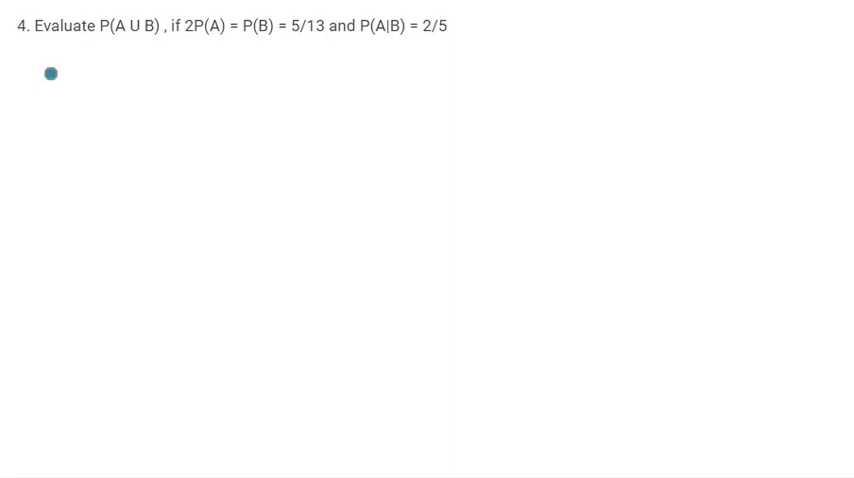 4. Evaluate P(A U B) , if 2P(A) = P(B) = 5/13 and P(A|B) = 2/5